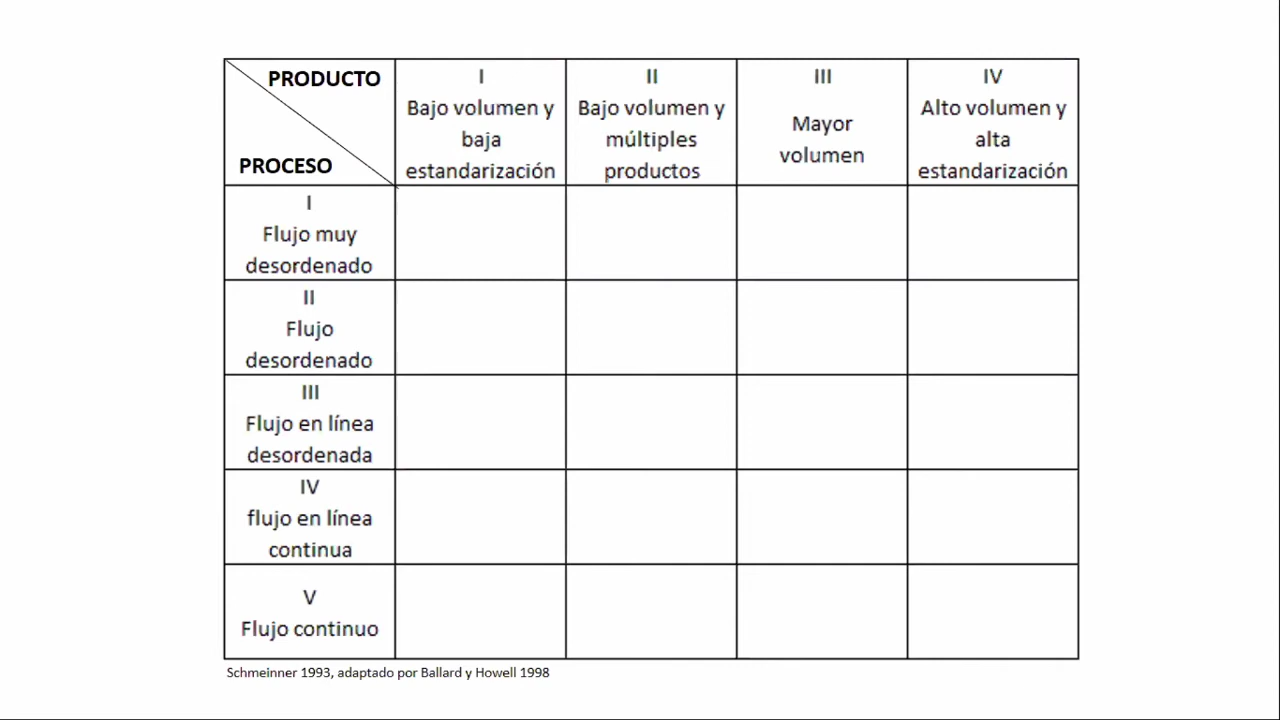 PRODUCTO
PROCESO
I
Bajo volumen y
baja
estandarización
II
Bajo volumen y
múltiples
productos
III
Mayor
volumen
IV
Alto volumen y
alta
estandarización
I
Flujo muy
desordenado
II
Flujo
desordenado
III
Flujo en línea
desordenada
IV
flujo en línea
continua
V
Flujo continuo
Schmeinner 1993, adaptado por Ballard y Howell 1998